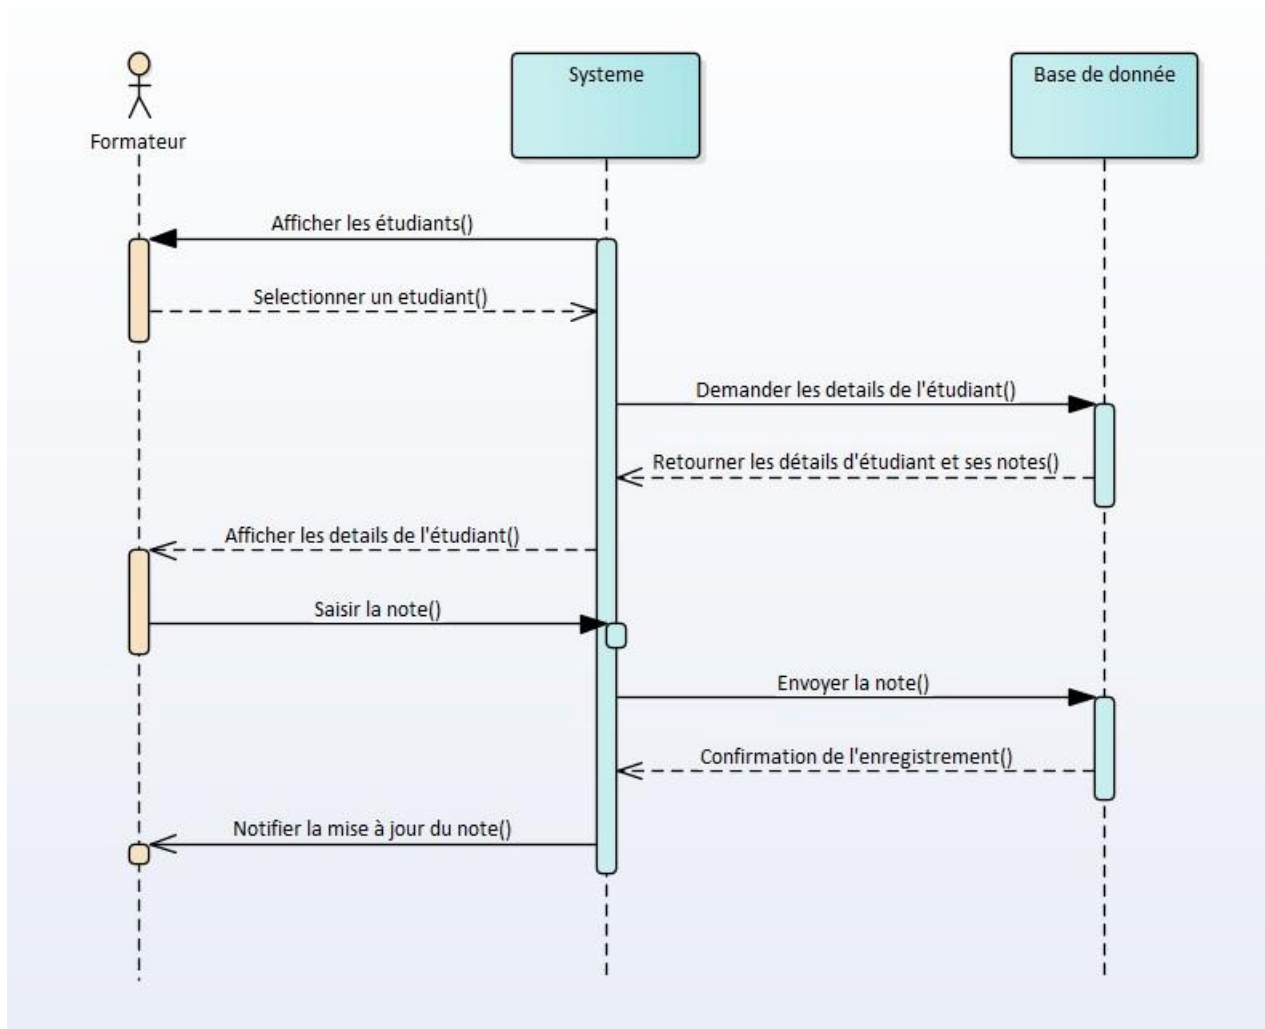 Systeme
Base de donnée
Formateur
Afficher les étudiants()
Selectionner un etudiant()
Demander les details de l'étudiant()
Retourner les détails d'étudiant et ses notes()
Afficher les details de l'étudiant()
Saisir la note()
Envoyer la note()
Confirmation de l'enregistrement()
Notifier la mise à jour du note()